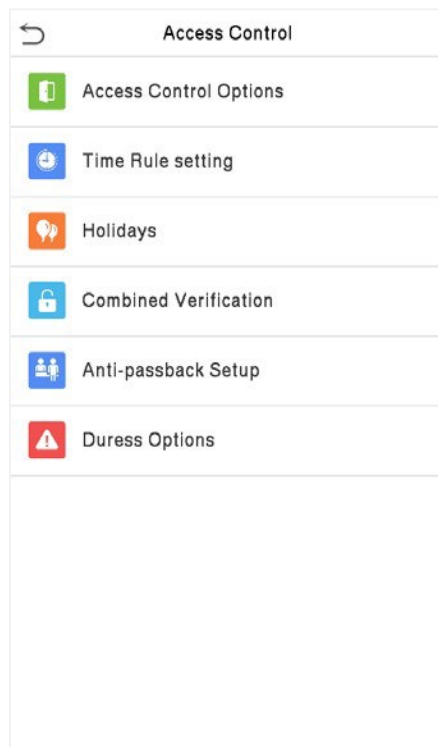 Access Control
Access Control Options
Time Rule setting
Holidays
Combined Verification
Anti-passback Setup
Duress Options